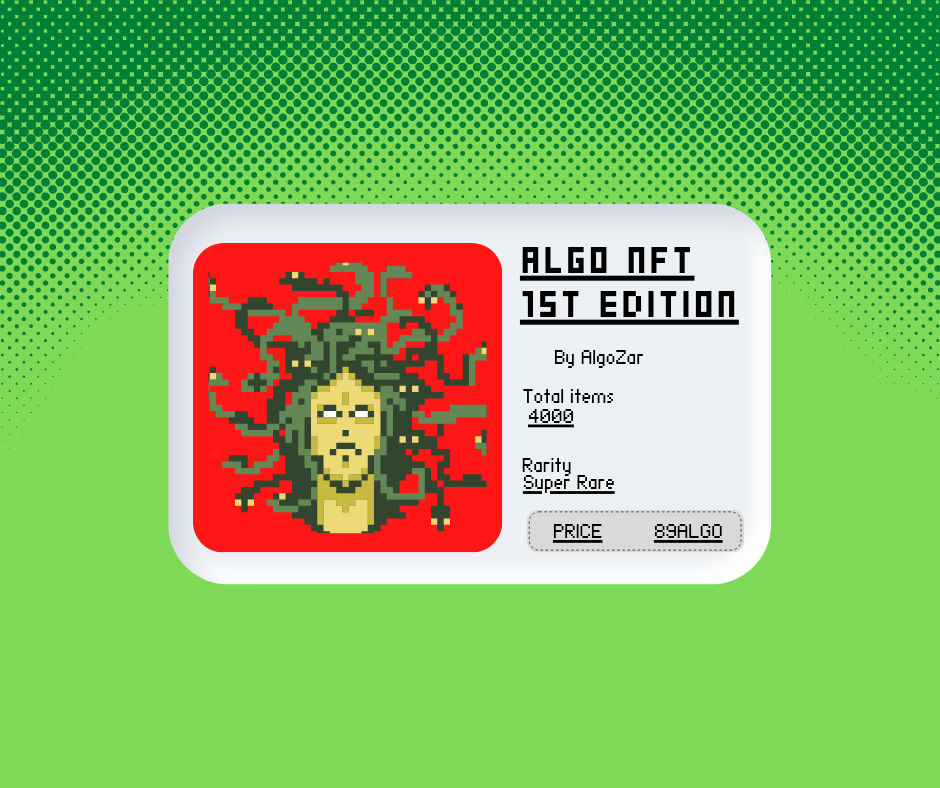 ALGO NFT
1ST EDITION
By AlgoZar
Total items
4000
Rarity
Super Rare
PRICE 89ALGO